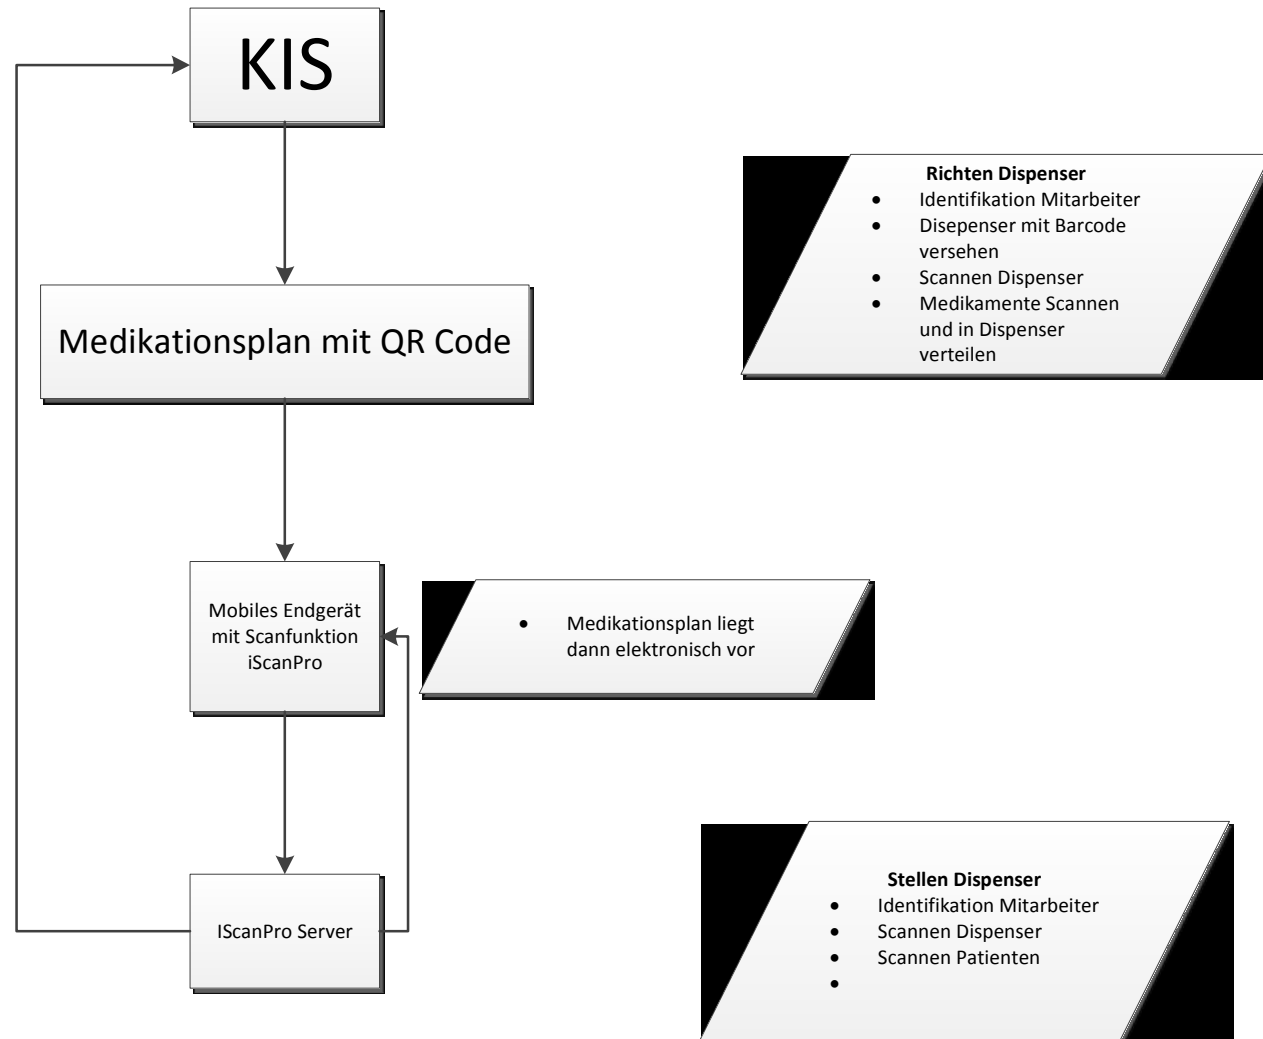 KIS
Richten Dispenser
• Identifikation Mitarbeiter
• Disepenser mit Barcode
versehen
• Scannen Dispenser
• Medikamente Scannen
und in Dispenser
verteilen
Medikationsplan mit QR Code
Mobiles Endgerät
mit Scanfunktion
iScanPro
• Medikationsplan liegt
dann elektronisch vor
Stellen Dispenser
• Identifikation Mitarbeiter
• Scannen Dispenser
• Scannen Patienten
•
IScanPro Server